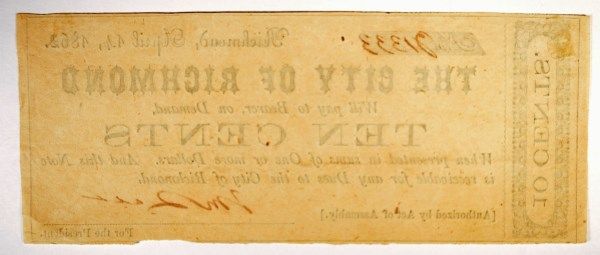 Richmond, April 14, 1862.
THE CITY OF RICHMOND
Will pay to Bearer, on Demand,
TEN CENTS
When presented in sums of One or more Dollars. And this Note
is receivable for any Dues to the City of Richmond.
[Authorized by Act of Assembly.]
For the President.
10 CENTS.